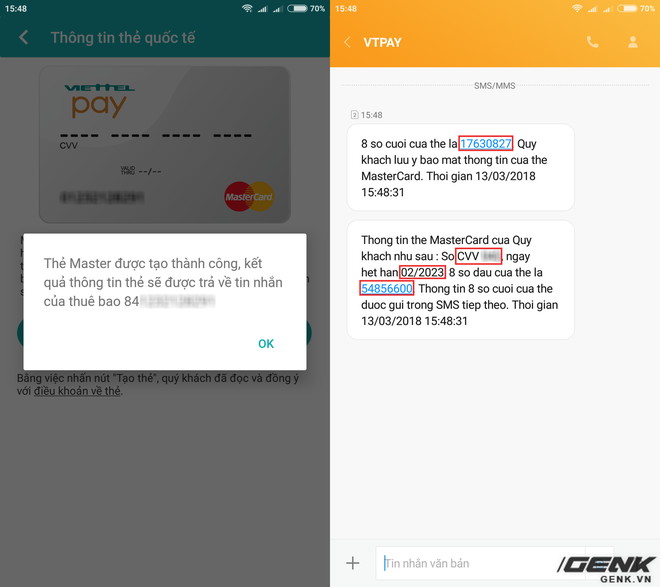 15:48
70%
Thông tin thẻ quốc tế
VIETTEL
pay
CVV
VALID
THRU --/--
MasterCard
Thẻ Master được tạo thành công, kết
quả thông tin thẻ sẽ được trả về tin nhắn
của thuê bao 84
OK
Bằng việc nhấn nút "Tạo thẻ", quý khách đã đọc và đồng ý
với điều khoản về thẻ.
15:48
70%
VTPAY
SMS/MMS
2 15:48
8 so cuoi cua the la 17630827. Quy
khach luu y bao mat thong tin cua the
MasterCard. Thoi gian 13/03/2018
15:48:31
Thong tin the MasterCard cua Quy
khach nhu sau : So CVV , ngay
het han 02/2023. 8 so dau cua the la
54856600. Thong tin 8 so cuoi cua the
duoc gui trong SMS tiep theo. Thoi gian
13/03/2018 15:48:31
Tin nhắn văn bản
GENK
GENK.VN